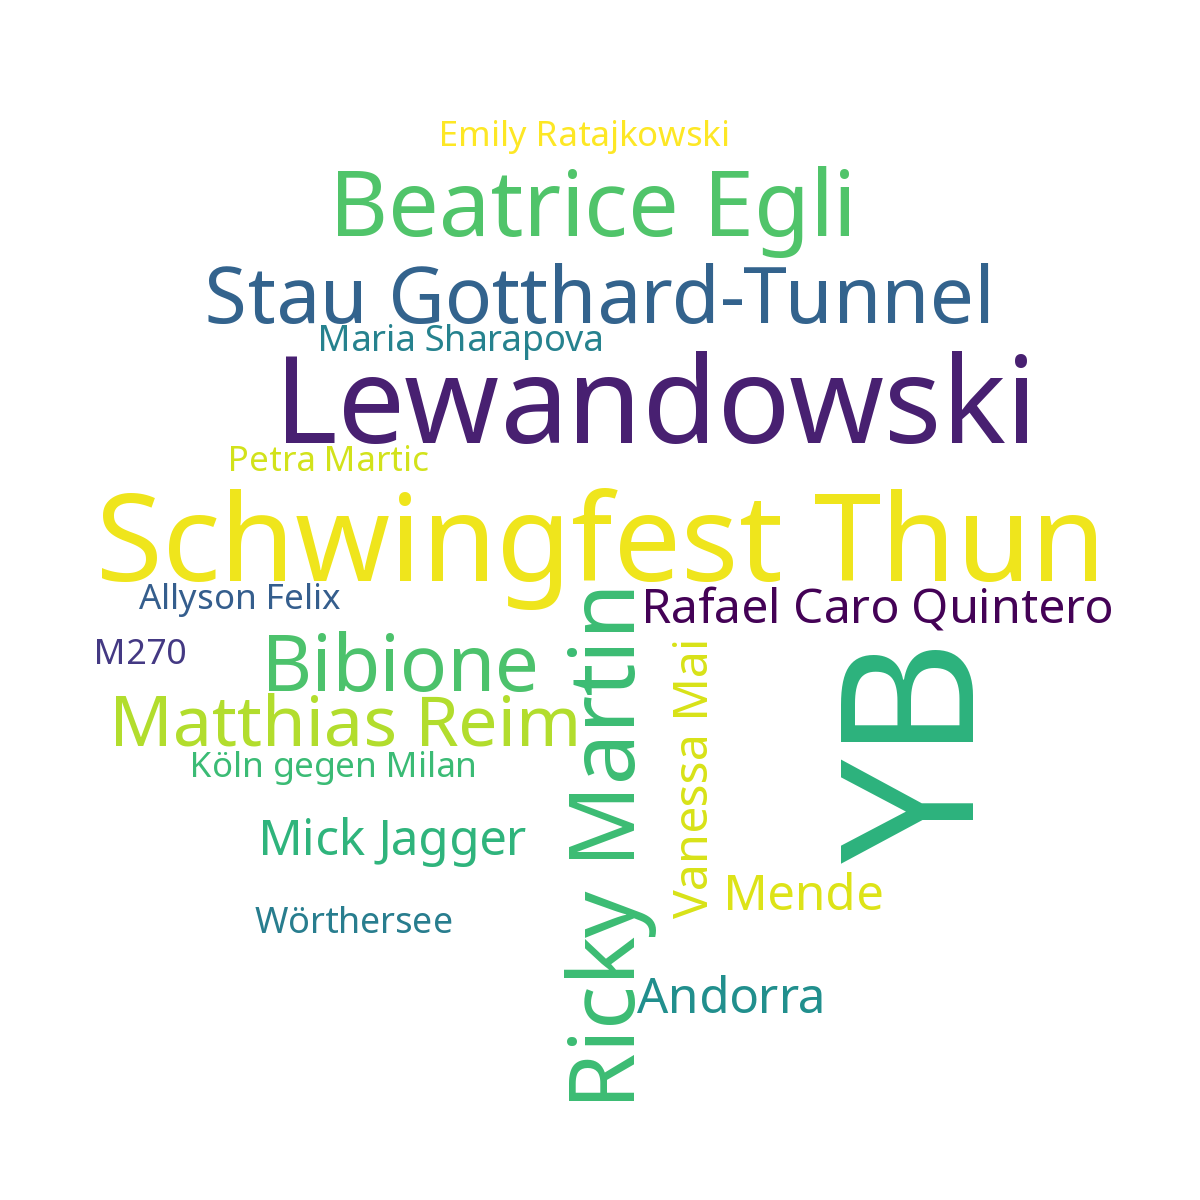 Emily Ratajkowski
Beatrice Egli
Stau Gotthard-Tunnel
Maria Sharapova
Lewandowski
Petra Martic
Schwingfest Thun
Allyson Felix
Rafael Caro Quintero
M270
Bibione
Matthias Reim
Köln gegen Milan
Ricky Martin
Vanessa Mai
YB
Mick Jagger
Mende
Wörthersee
Andorra